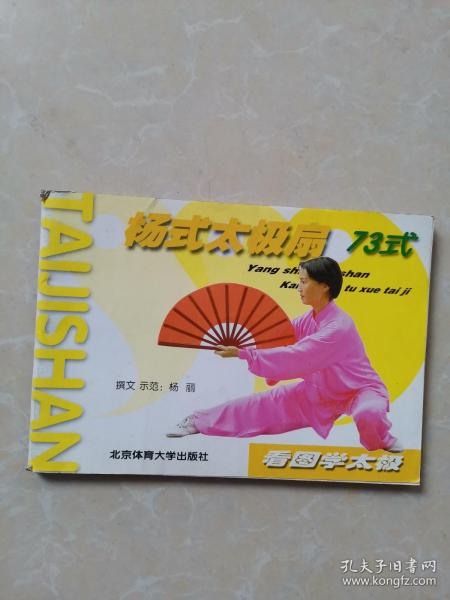 TAIJISHAN
杨式太极扇 73式
Yang sh shan
Ka tu xue tai ji
撰文 示范：杨 丽
北京体育大学出版社
看图学太极
孔夫子旧书网
www.kongfz.com